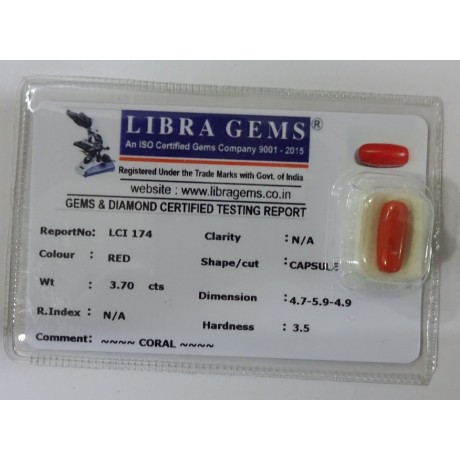 LIBRA GEMS®
An ISO Certified Gems Company 9001 - 2015
Registered Under the Trade Marks with Govt. of India
website : www.libragems.co.in
GEMS & DIAMOND CERTIFIED TESTING REPORT
ReportNo: LCI 174 Clarity : N/A
Colour : RED Shape/cut : CAPSULE
Wt : 3.70 cts Dimension : 4.7-5.9-4.9
R.Index : N/A Hardness : 3.5
Comment: ~~~~ CORAL ~~~~